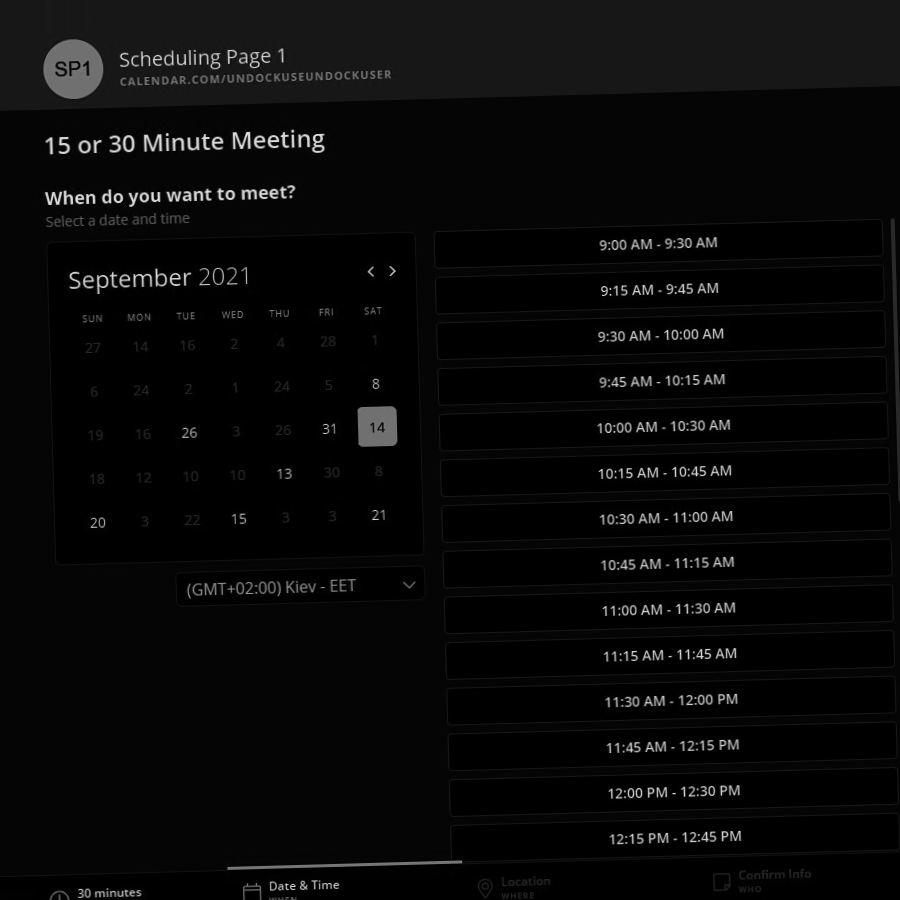 SP1
Scheduling Page 1
CALENDAR.COM/UNDOCKUSEUNDOCKUSER
15 or 30 Minute Meeting
When do you want to meet?
Select a date and time
September 2021
SUN MON TUE WED THU FRI SAT
27 14 16 2 4 28 1
6 24 2 1 24 5 8
19 16 26 3 26 31 14
18 12 10 10 13 30 8
20 3 22 15 3 3 21
(GMT+02:00) Kiev - EET
9:00 AM - 9:30 AM
9:15 AM - 9:45 AM
9:30 AM - 10:00 AM
9:45 AM - 10:15 AM
10:00 AM - 10:30 AM
10:15 AM - 10:45 AM
10:30 AM - 11:00 AM
10:45 AM - 11:15 AM
11:00 AM - 11:30 AM
11:15 AM - 11:45 AM
11:30 AM - 12:00 PM
11:45 AM - 12:15 PM
12:00 PM - 12:30 PM
12:15 PM - 12:45 PM
30 minutes
Date & Time
WHEN
Location
WHERE
Confirm Info
WHO